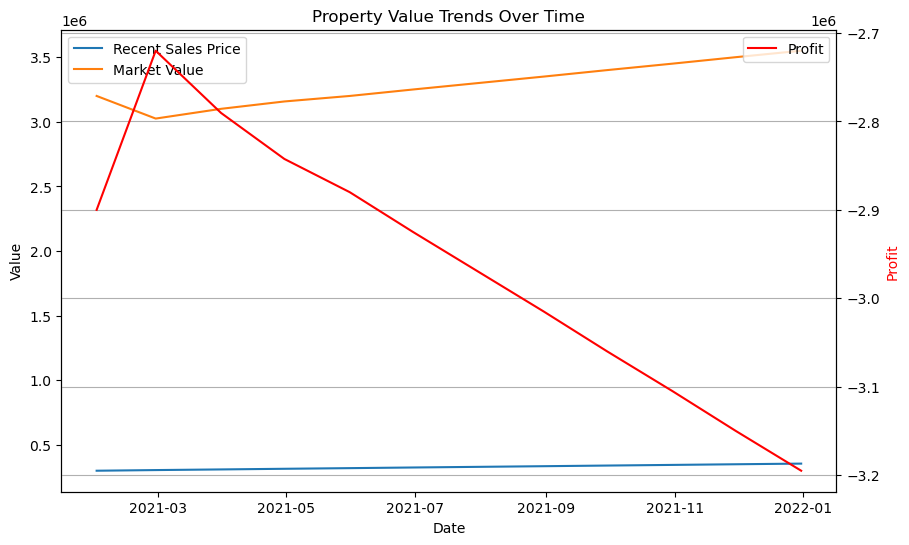 Property Value Trends Over Time
1e6
1e6
Recent Sales Price
Market Value
Profit
3.5
3.0
2.5
2.0
1.5
1.0
0.5
Value
−2.7
−2.8
−2.9
−3.0
−3.1
−3.2
Profit
2021-03
2021-05
2021-07
2021-09
2021-11
2022-01
Date